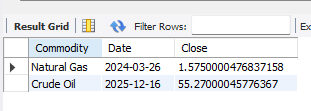 Result Grid Filter Rows: Ex
Commodity Date Close
Natural Gas 2024-03-26 1.5750000476837158
Crude Oil 2025-12-16 55.27000045776367